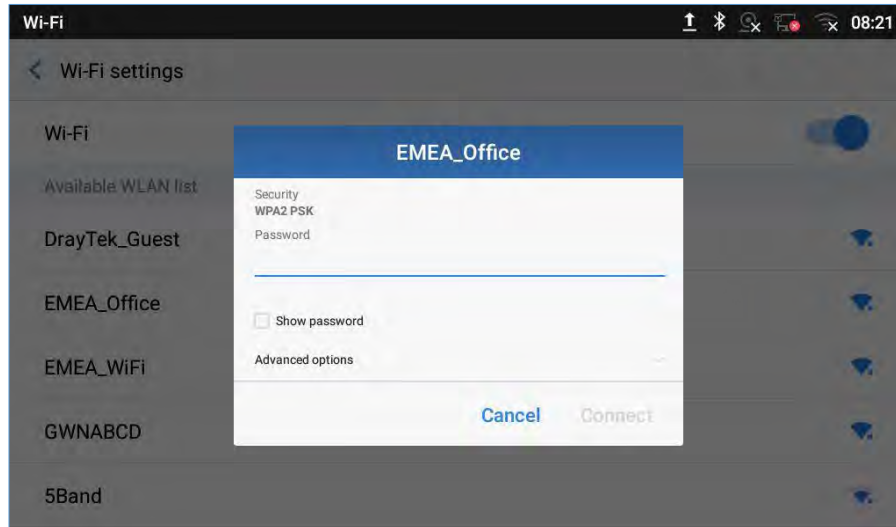 Wi-Fi 08:21
Wi-Fi settings
Wi-Fi
Available WLAN list
DrayTek_Guest
EMEA_Office
EMEA_WiFi
GWNABCD
5Band
EMEA_Office
Security
WPA2 PSK
Password
Show password
Advanced options
Cancel Connect